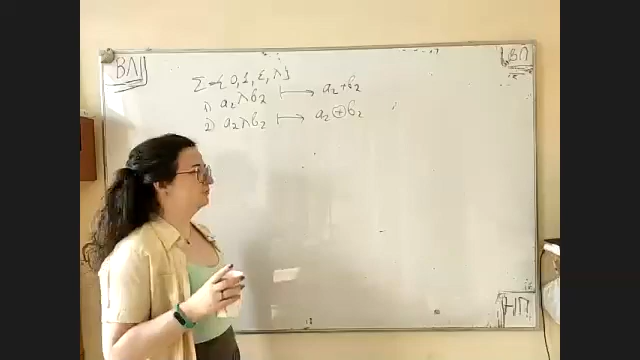 ВЛ
ВП
Σ = {0, 1, ε, λ}
1) a₂ λ b₂ ⟼ a₂ + b₂
2) a₂ λ b₂ ⟼ a₂ ⊕ b₂
НП